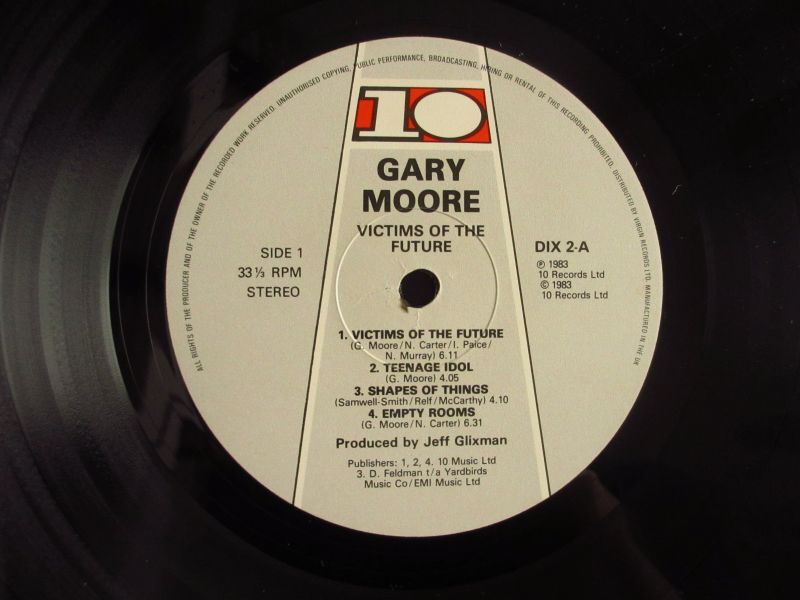 ALL RIGHTS OF THE PRODUCER AND OF THE OWNER OF THE RECORDED WORK RESERVED. UNAUTHORISED COPYING, PUBLIC PERFORMANCE, BROADCASTING, HIRING OR RENTAL OF THIS RECORDING PROHIBITED. DISTRIBUTED BY VIRGIN RECORDS LTD. MANUFACTURED IN THE UK
10
GARY
MOORE
VICTIMS OF THE
FUTURE
SIDE 1
33 ⅓ RPM
STEREO
DIX 2-A
℗ 1983
10 Records Ltd
© 1983
10 Records Ltd
1. VICTIMS OF THE FUTURE
(G. Moore/N. Carter/I. Paice/
N. Murray) 6.11
2. TEENAGE IDOL
(G. Moore) 4.05
3. SHAPES OF THINGS
(Samwell-Smith/Relf/McCarthy) 4.10
4. EMPTY ROOMS
(G. Moore/N. Carter) 6.31
Produced by Jeff Glixman
Publishers: 1, 2, 4. 10 Music Ltd
3. D. Feldman t/a Yardbirds
Music Co/EMI Music Ltd